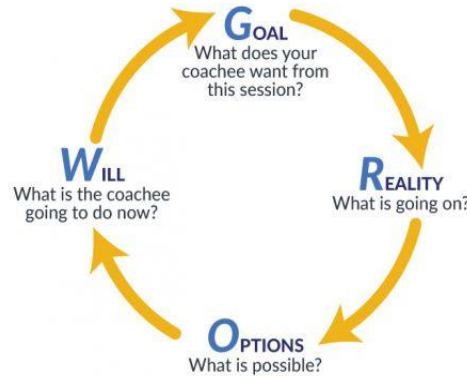 GOAL
What does your
coachee want from
this session?
REALITY
What is going on?
OPTIONS
What is possible?
WILL
What is the coachee
going to do now?